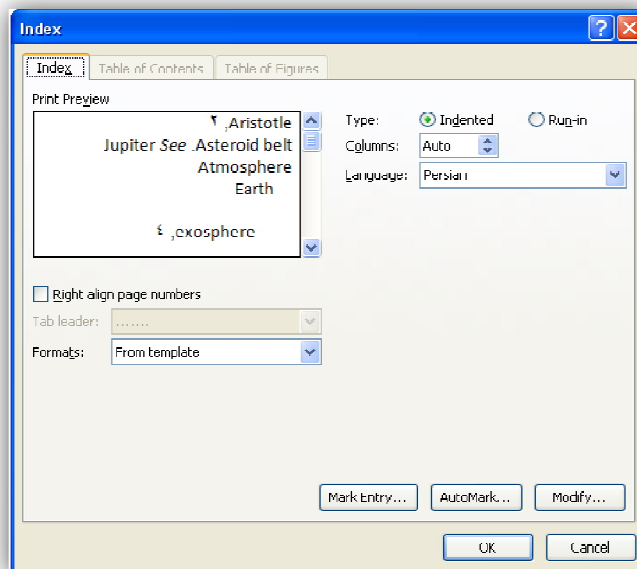 Index
Index
Table of Contents
Table of Figures
Print Preview
Aristotle, ٢
Asteroid belt. See Jupiter
Atmosphere
Earth
exosphere, ٤
Type:
Indented
Run-in
Columns:
Auto
Language:
Persian
Right align page numbers
Tab leader:
.......
Formats:
From template
Mark Entry...
AutoMark...
Modify...
OK
Cancel